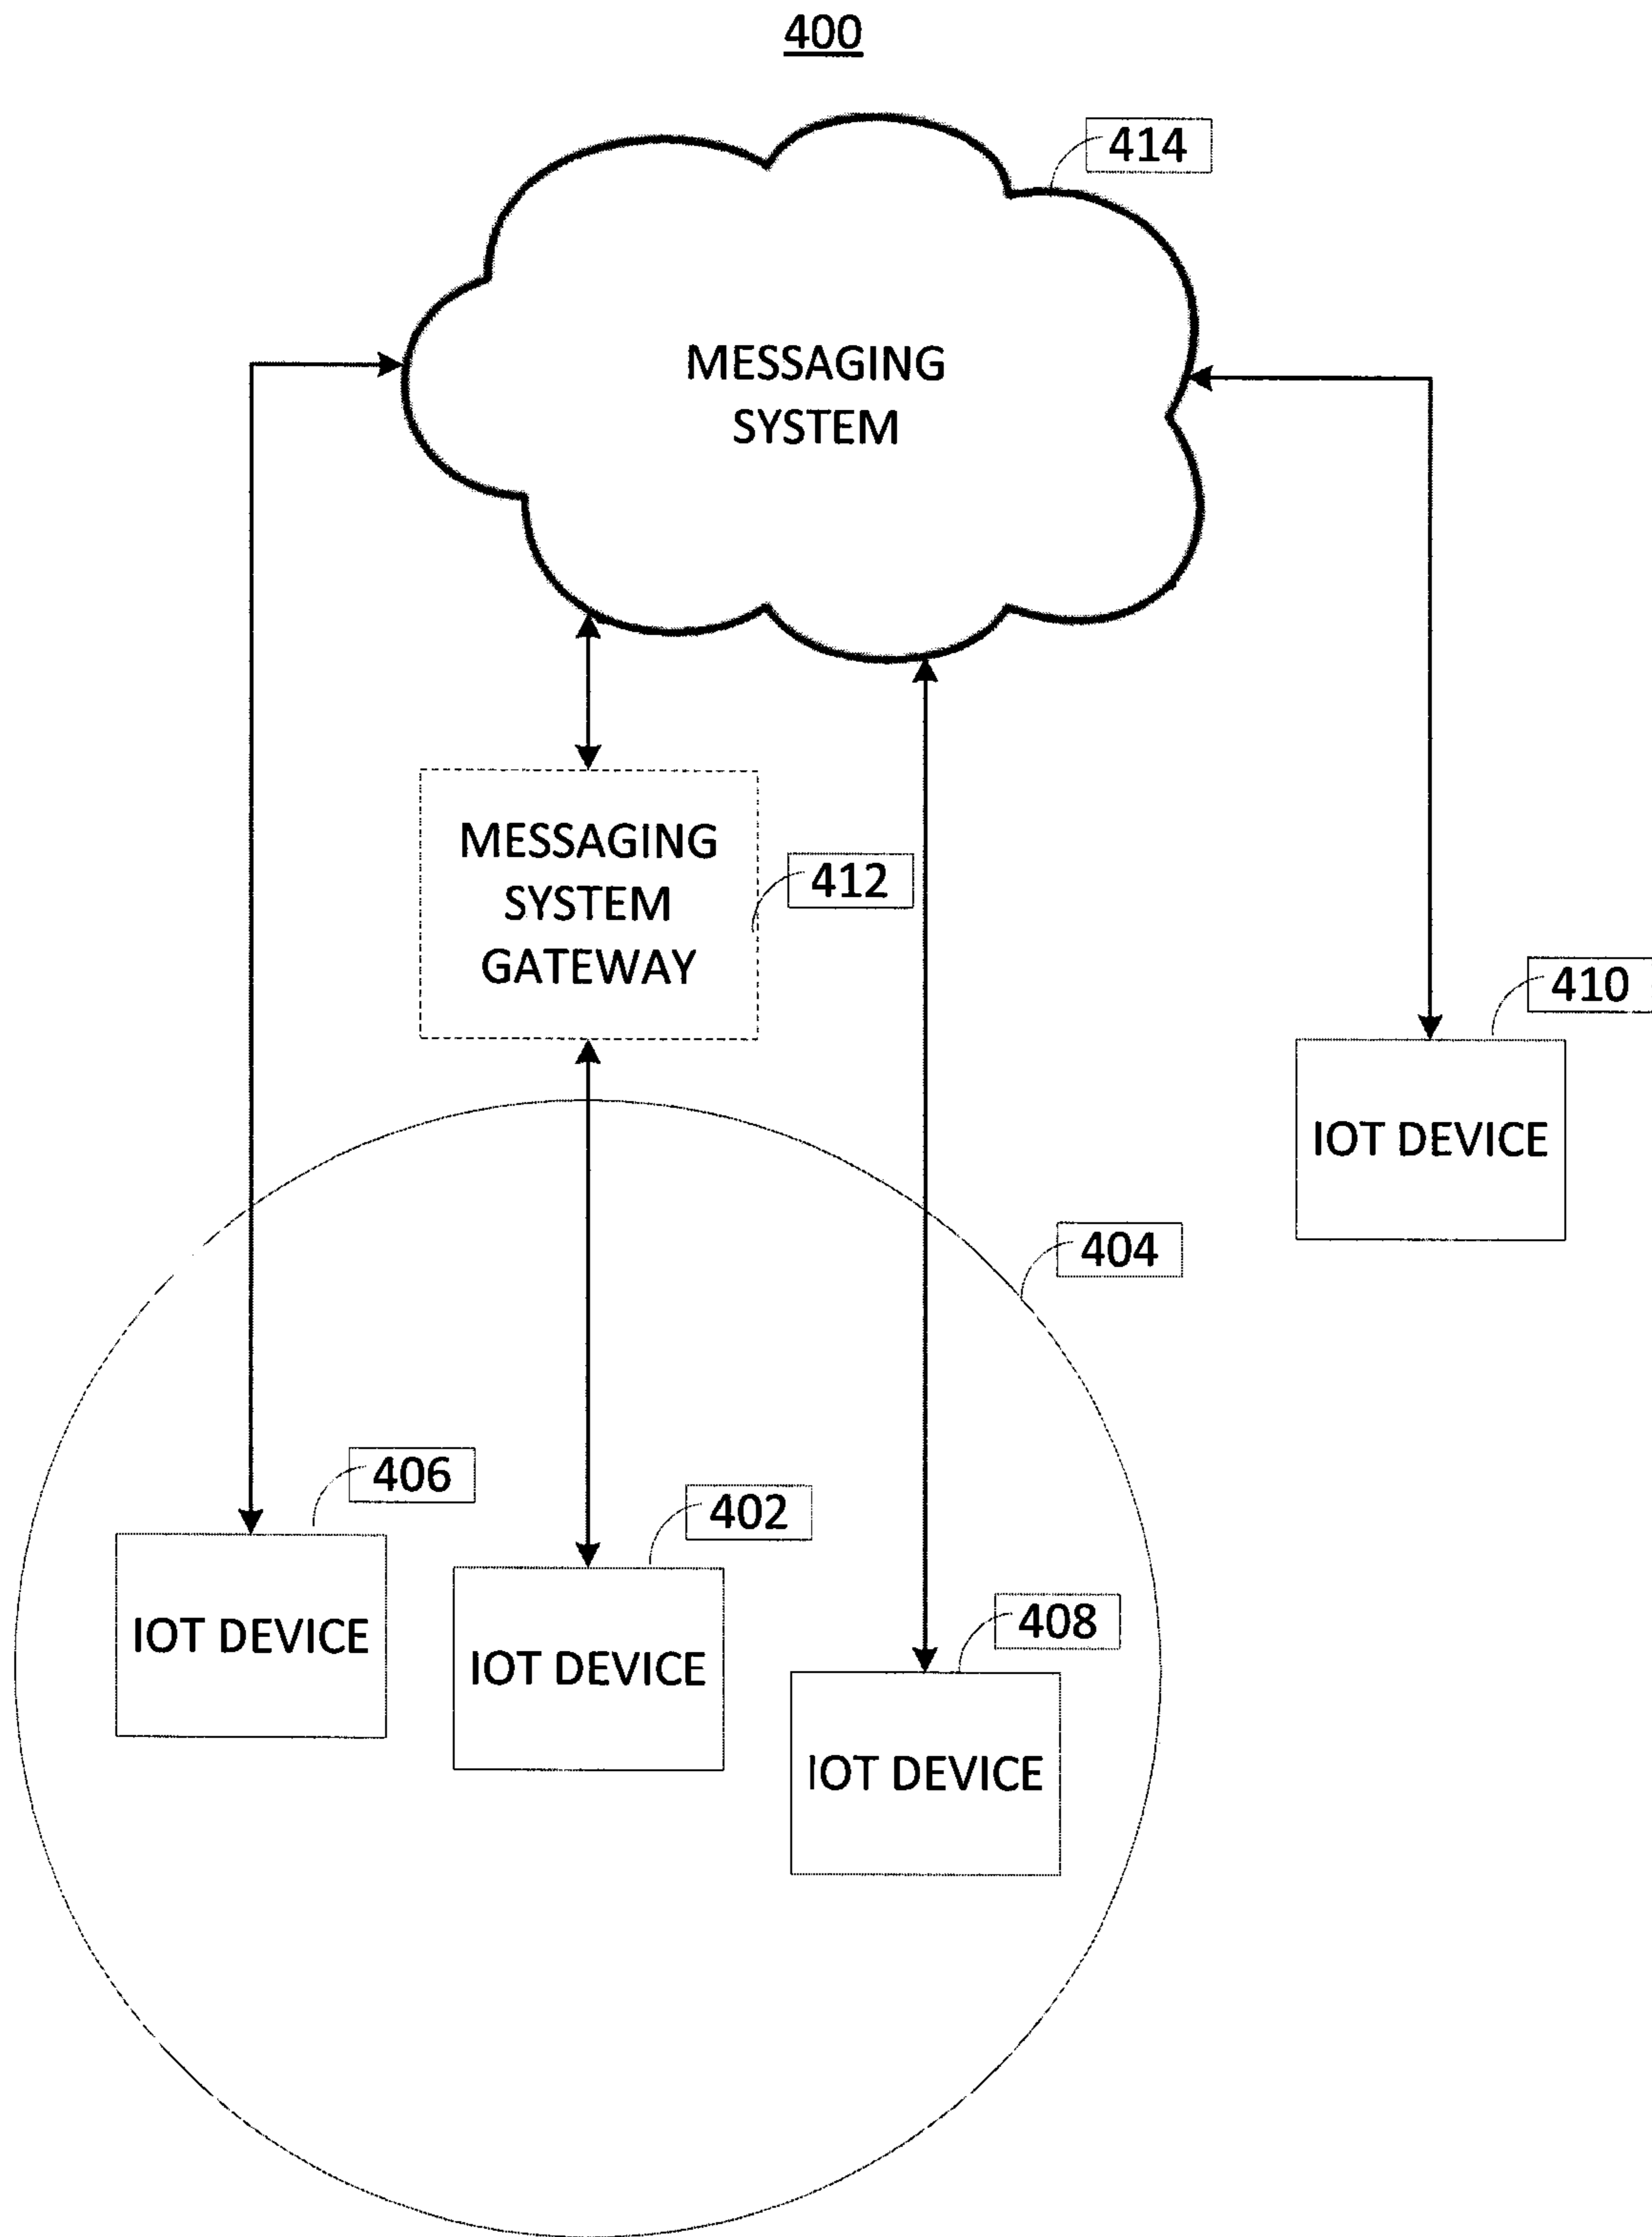 400
414
MESSAGING
SYSTEM
MESSAGING
SYSTEM
GATEWAY
412
410
IOT DEVICE
404
406
402
408
IOT DEVICE
IOT DEVICE
IOT DEVICE